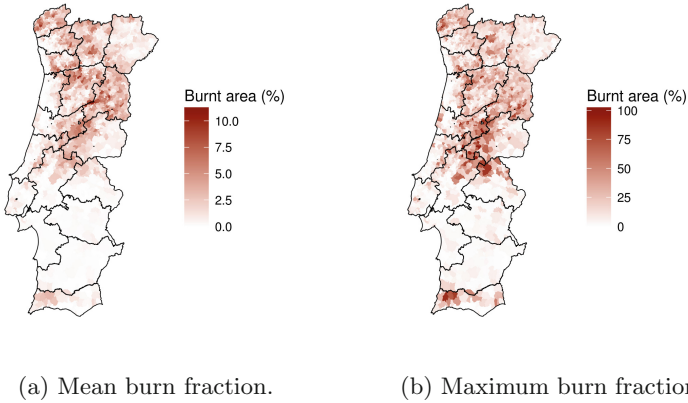 Burnt area (%)
10.0
7.5
5.0
2.5
0.0
Burnt area (%)
100
75
50
25
0
(a) Mean burn fraction.
(b) Maximum burn fraction